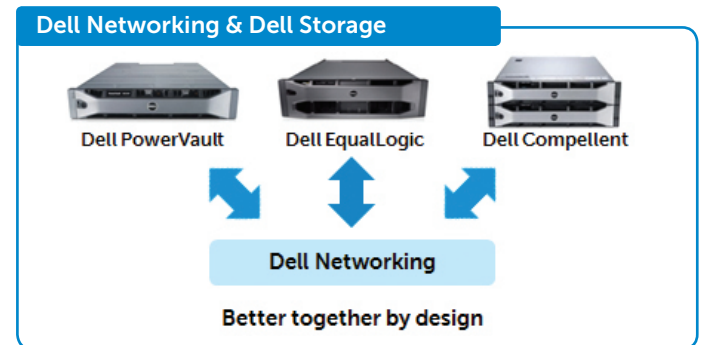 Dell Networking & Dell Storage
Dell PowerVault
Dell EqualLogic
Dell Compellent
Dell Networking
Better together by design